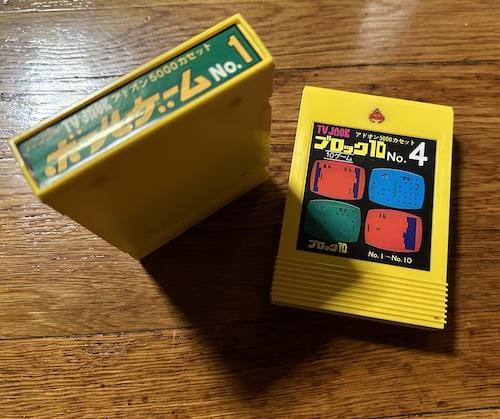 TV JACK アドオン5000カセット
ボールゲーム No.1
TV JACK アドオン5000カセット
ブロック10 No.4
10ゲーム
ブロック10
No.1〜No.10